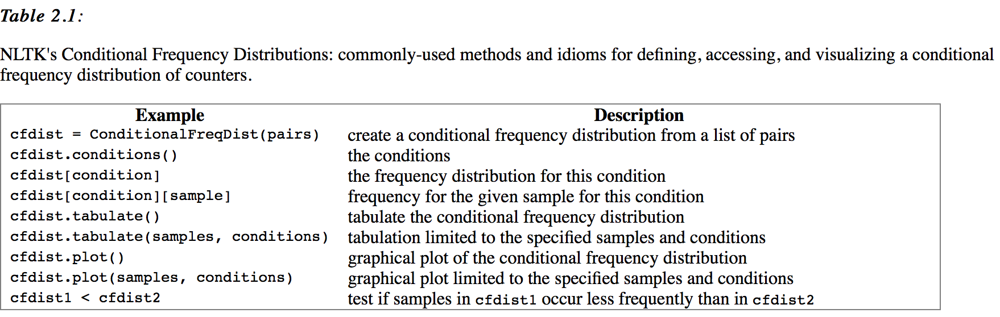 Table 2.1:
NLTK's Conditional Frequency Distributions: commonly-used methods and idioms for defining, accessing, and visualizing a conditional
frequency distribution of counters.
Example Description
cfdist = ConditionalFreqDist(pairs) create a conditional frequency distribution from a list of pairs
cfdist.conditions() the conditions
cfdist[condition] the frequency distribution for this condition
cfdist[condition][sample] frequency for the given sample for this condition
cfdist.tabulate() tabulate the conditional frequency distribution
cfdist.tabulate(samples, conditions) tabulation limited to the specified samples and conditions
cfdist.plot() graphical plot of the conditional frequency distribution
cfdist.plot(samples, conditions) graphical plot limited to the specified samples and conditions
cfdist1 < cfdist2 test if samples in cfdist1 occur less frequently than in cfdist2